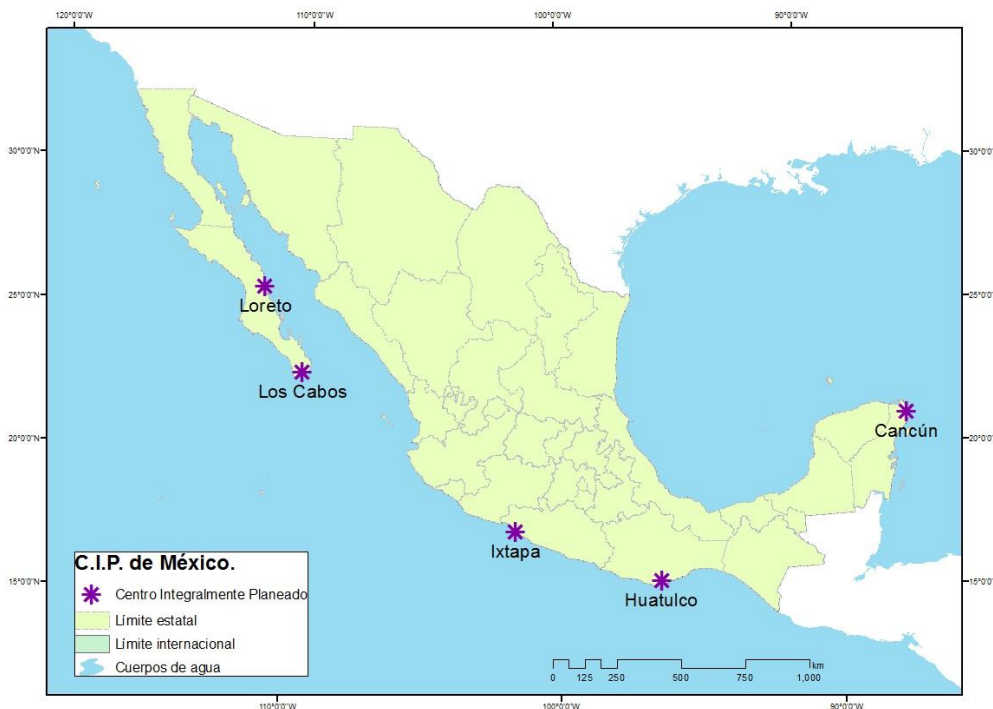 120°0'0"W
110°0'0"W
100°0'0"W
90°0'0"W
30°0'0"N
30°0'0"N
25°0'0"N
25°0'0"N
Loreto
Los Cabos
Cancún
20°0'0"N
20°0'0"N
Ixtapa
15°0'0"N
15°0'0"N
Huatulco
C.I.P. de México.
Centro Integralmente Planeado
Límite estatal
Límite internacional
Cuerpos de agua
km
0 125 250 500 750 1,000
110°0'0"W
100°0'0"W
90°0'0"W